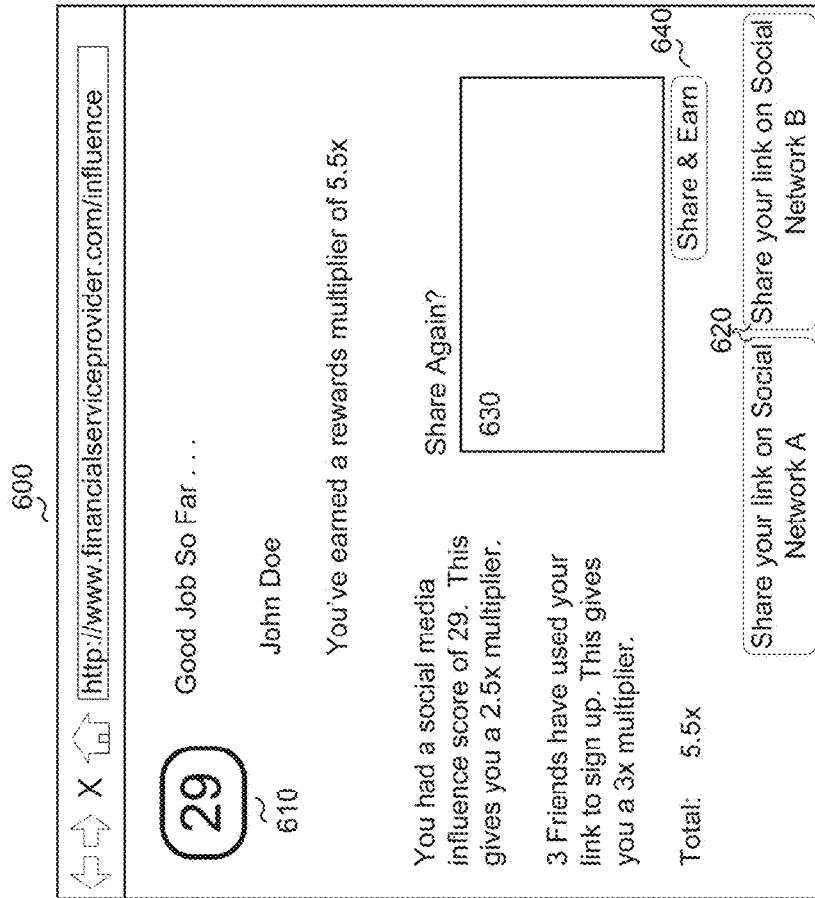 600
X http://www.financialserviceprovider.com/influence
29
610
Good Job So Far . . .
John Doe
You've earned a rewards multiplier of 5.5x
You had a social media
influence score of 29. This
gives you a 2.5x multiplier.
3 Friends have used your
link to sign up. This gives
you a 3x multiplier.
Total: 5.5x
Share Again?
630
Share & Earn
640
620
Share your link on Social
Network A
Share your link on Social
Network B